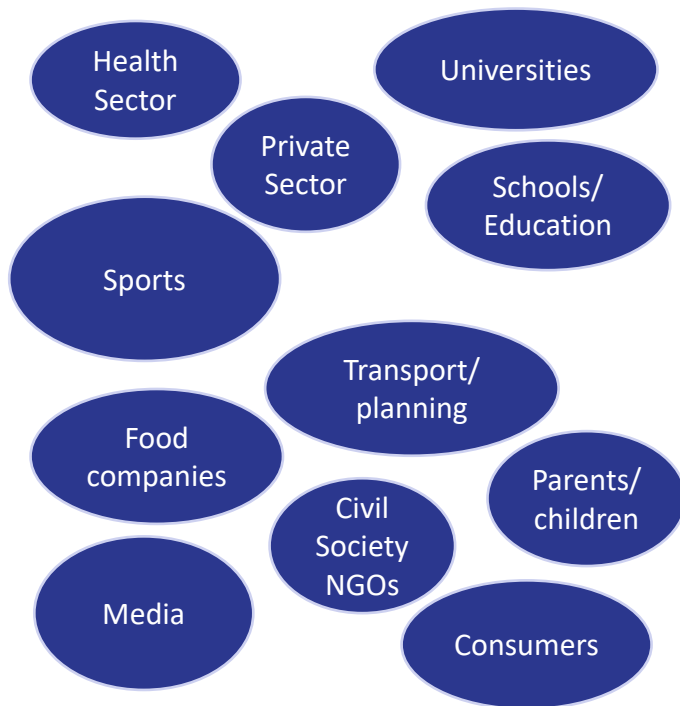 Health
Sector
Universities
Private
Sector
Schools/
Education
Sports
Transport/
planning
Food
companies
Parents/
children
Civil
Society
NGOs
Media
Consumers